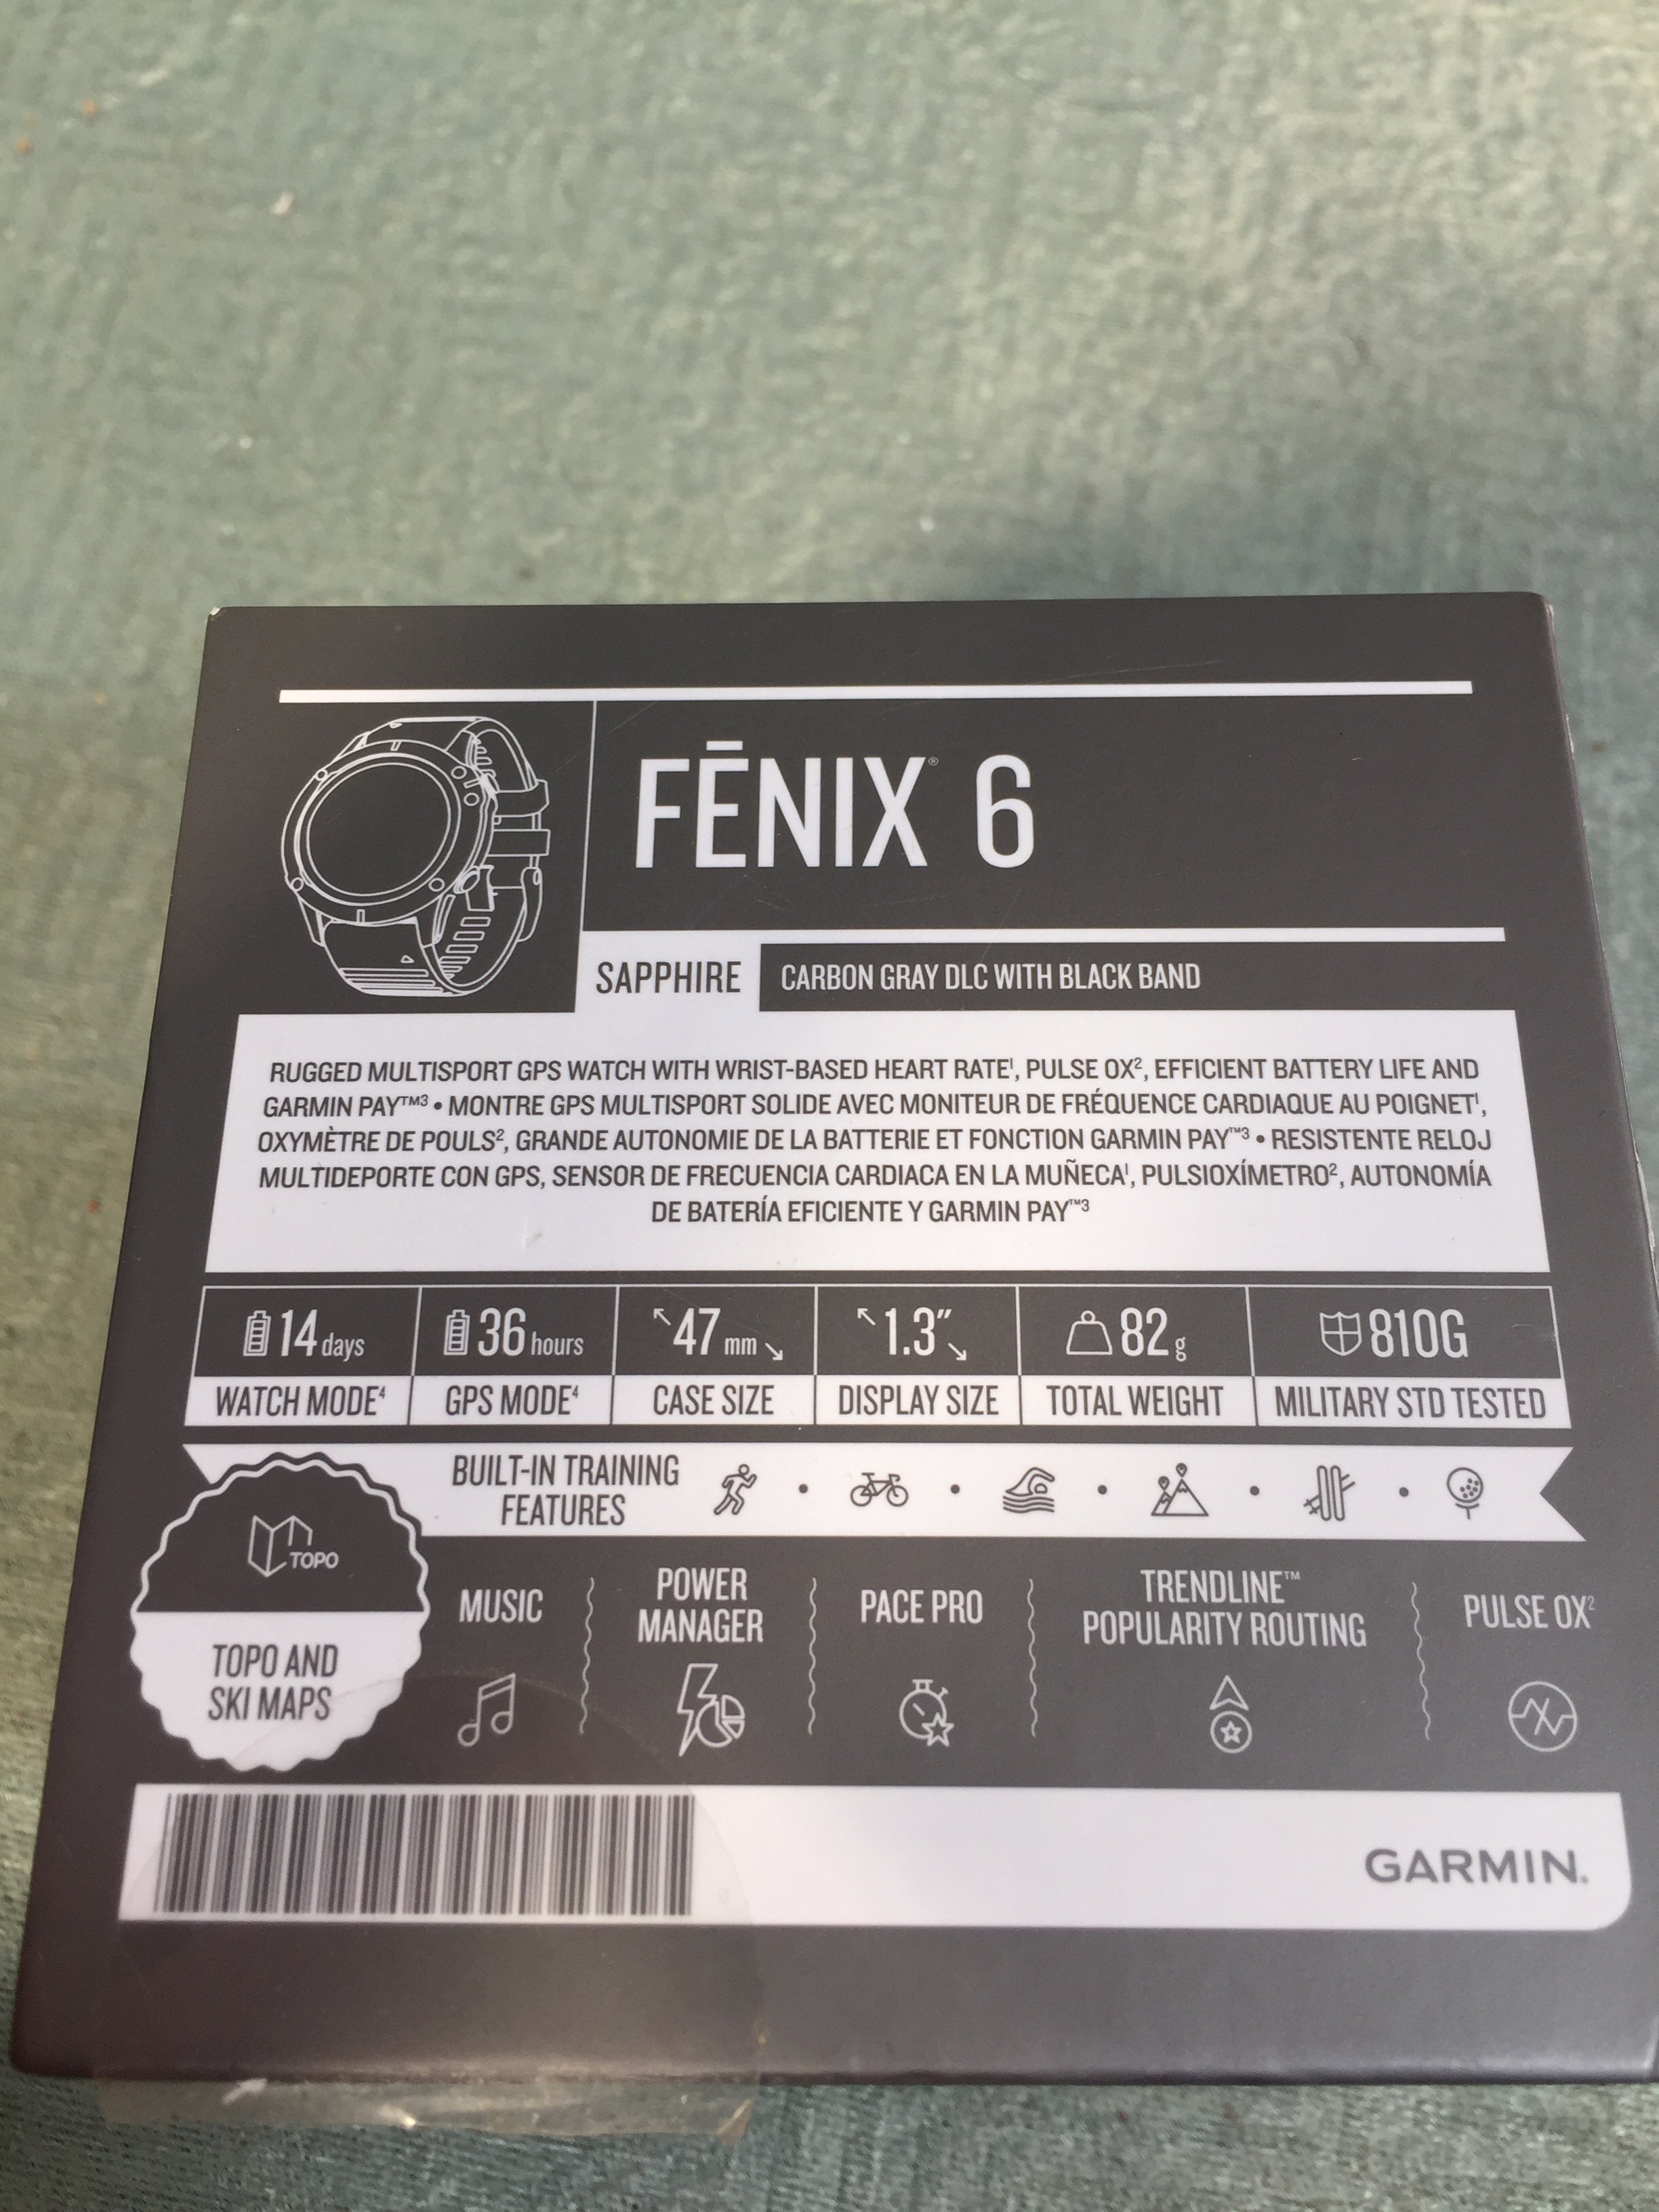 FĒNIX® 6
SAPPHIRE CARBON GRAY DLC WITH BLACK BAND
RUGGED MULTISPORT GPS WATCH WITH WRIST-BASED HEART RATE¹, PULSE OX², EFFICIENT BATTERY LIFE AND
GARMIN PAY™³ • MONTRE GPS MULTISPORT SOLIDE AVEC MONITEUR DE FRÉQUENCE CARDIAQUE AU POIGNET¹,
OXYMÈTRE DE POULS², GRANDE AUTONOMIE DE LA BATTERIE ET FONCTION GARMIN PAY™³ • RESISTENTE RELOJ
MULTIDEPORTE CON GPS, SENSOR DE FRECUENCIA CARDIACA EN LA MUÑECA¹, PULSIOXÍMETRO², AUTONOMÍA
DE BATERÍA EFICIENTE Y GARMIN PAY™³
14 days 36 hours 47 mm 1.3″ 82 g 810G
WATCH MODE⁴ GPS MODE⁴ CASE SIZE DISPLAY SIZE TOTAL WEIGHT MILITARY STD TESTED
BUILT-IN TRAINING
FEATURES
TOPO
TOPO AND
SKI MAPS
MUSIC
POWER
MANAGER
PACE PRO
TRENDLINE™
POPULARITY ROUTING
PULSE OX²
GARMIN.